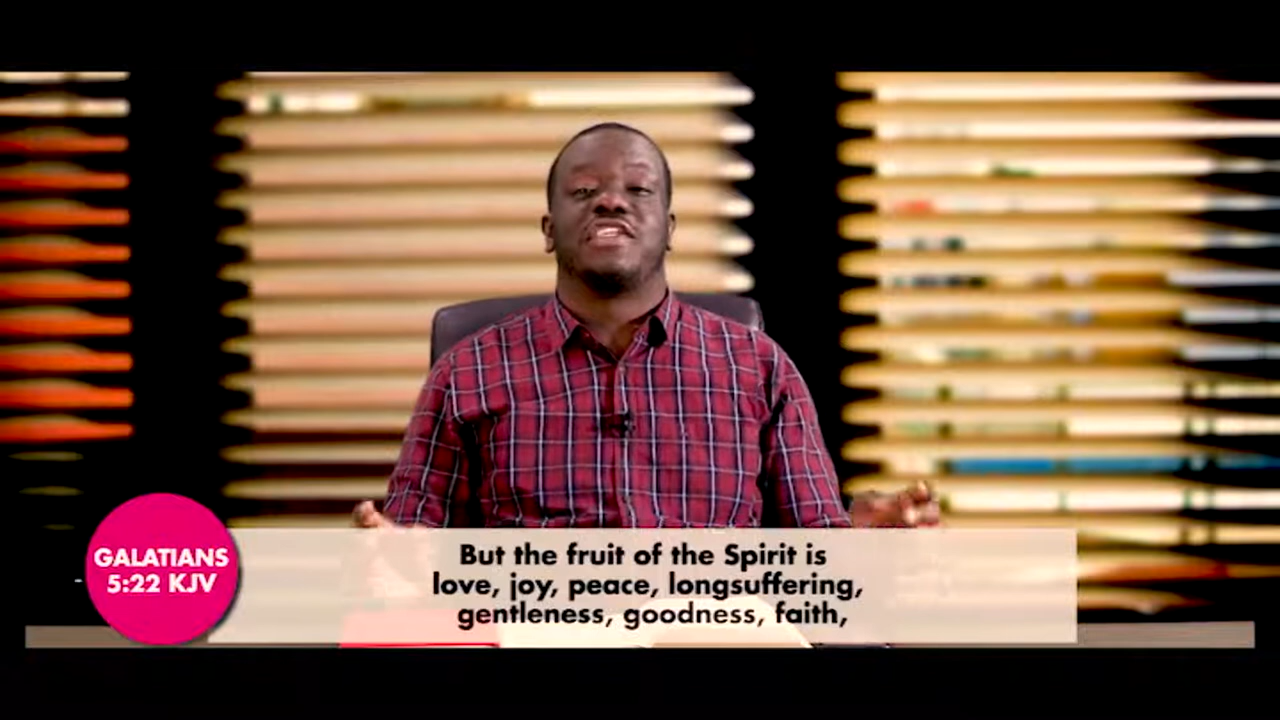 GALATIANS
5:22 KJV
But the fruit of the Spirit is
love, joy, peace, longsuffering,
gentleness, goodness, faith,